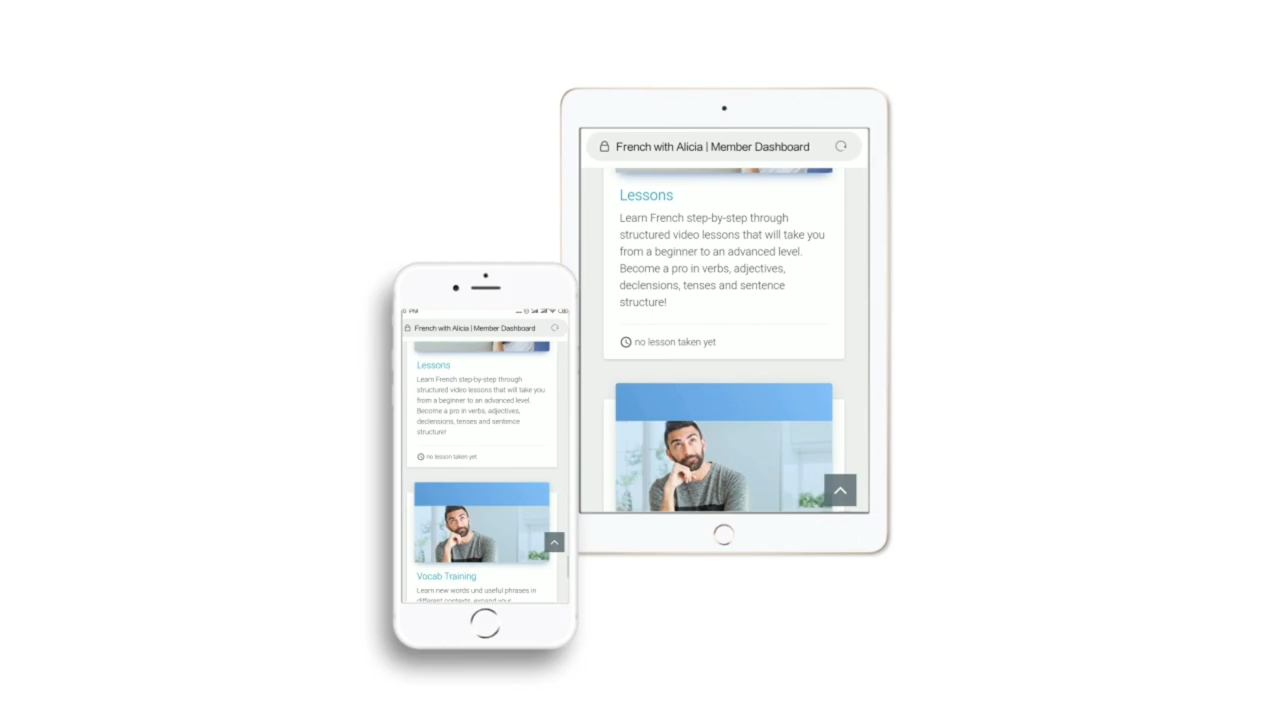 French with Alicia | Member Dashboard
Lessons
Learn French step-by-step through
structured video lessons that will take you
from a beginner to an advanced level.
Become a pro in verbs, adjectives,
declensions, tenses and sentence
structure!
no lesson taken yet
PM
French with Alicia | Member Dashboard
Lessons
Learn French step-by-step through
structured video lessons that will take you
from a beginner to an advanced level.
Become a pro in verbs, adjectives,
declensions, tenses and sentence
structure!
no lesson taken yet
Vocab Training
Learn new words und useful phrases in
different contexts, expand your